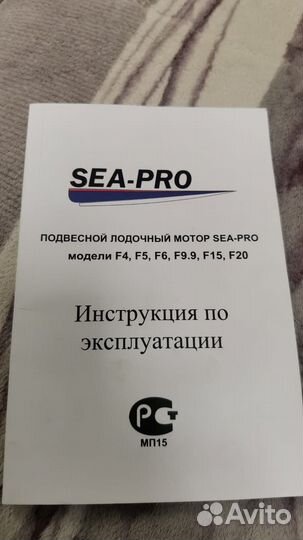 SEA-PRO
ПОДВЕСНОЙ ЛОДОЧНЫЙ МОТОР SEA-PRO
модели F4, F5, F6, F9.9, F15, F20
Инструкция по
эксплуатации
РСТ
МП15
Avito